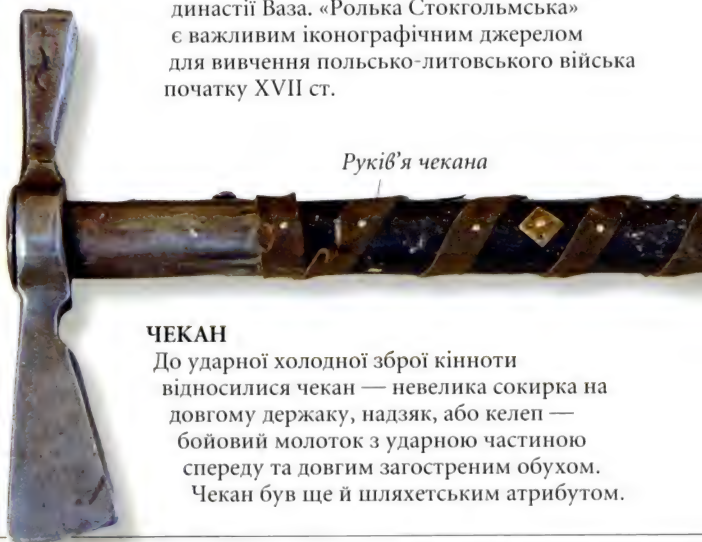 династії Ваза. «Ролька Стокгольмська»
є важливим іконографічним джерелом
для вивчення польсько-литовського війська
початку XVII ст.
Руків'я чекана
ЧЕКАН
До ударної холодної зброї кінноти
відносилися чекан — невелика сокирка на
довгому держаку, надзяк, або келеп —
бойовий молоток з ударною частиною
спереду та довгим загостреним обухом.
Чекан був ще й шляхетським атрибутом.